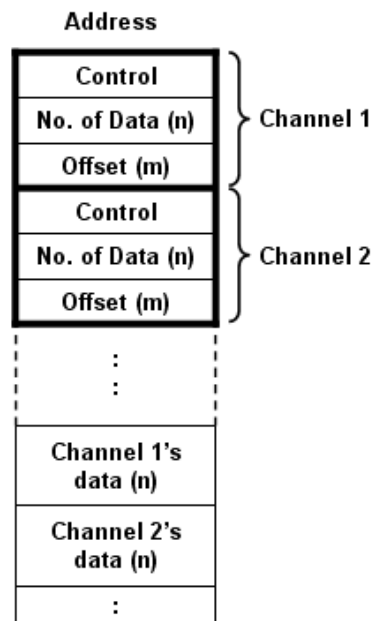 Address
Control
No. of Data (n)
Offset (m)
Channel 1
Control
No. of Data (n)
Offset (m)
Channel 2
:
:
Channel 1's
data (n)
Channel 2's
data (n)
: